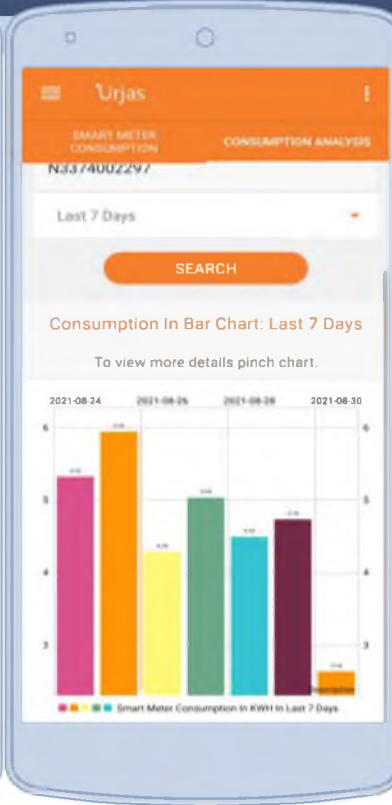 Urjas
SMART METER CONSUMPTION
CONSUMPTION ANALYSIS
N3374002297
Last 7 Days
SEARCH
Consumption In Bar Chart: Last 7 Days
To view more details pinch chart.
2021-08-24 2021-08-26 2021-08-28 2021-08-30
6
5 5
4 4
3 3
Smart Meter Consumption In KWH In Last 7 Days